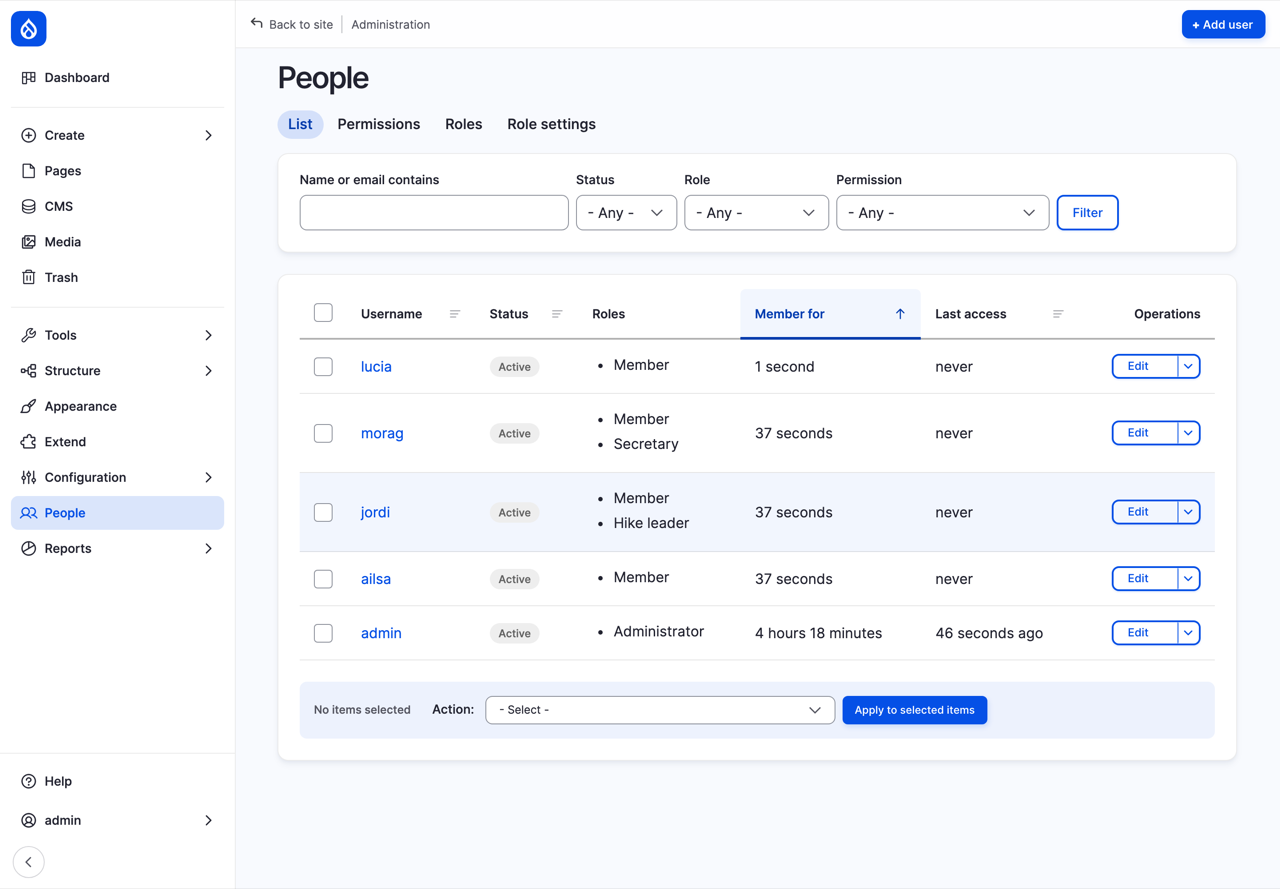 Back to site Administration + Add user
Dashboard
Create
Pages
CMS
Media
Trash
Tools
Structure
Appearance
Extend
Configuration
People
Reports
Help
admin
People
List Permissions Roles Role settings
Name or email contains Status Role Permission
- Any - - Any - - Any - Filter
Username Status Roles Member for Last access Operations
lucia Active • Member 1 second never Edit
morag Active • Member 37 seconds never Edit
• Secretary
jordi Active • Member 37 seconds never Edit
• Hike leader
ailsa Active • Member 37 seconds never Edit
admin Active • Administrator 4 hours 18 minutes 46 seconds ago Edit
No items selected Action: - Select - Apply to selected items